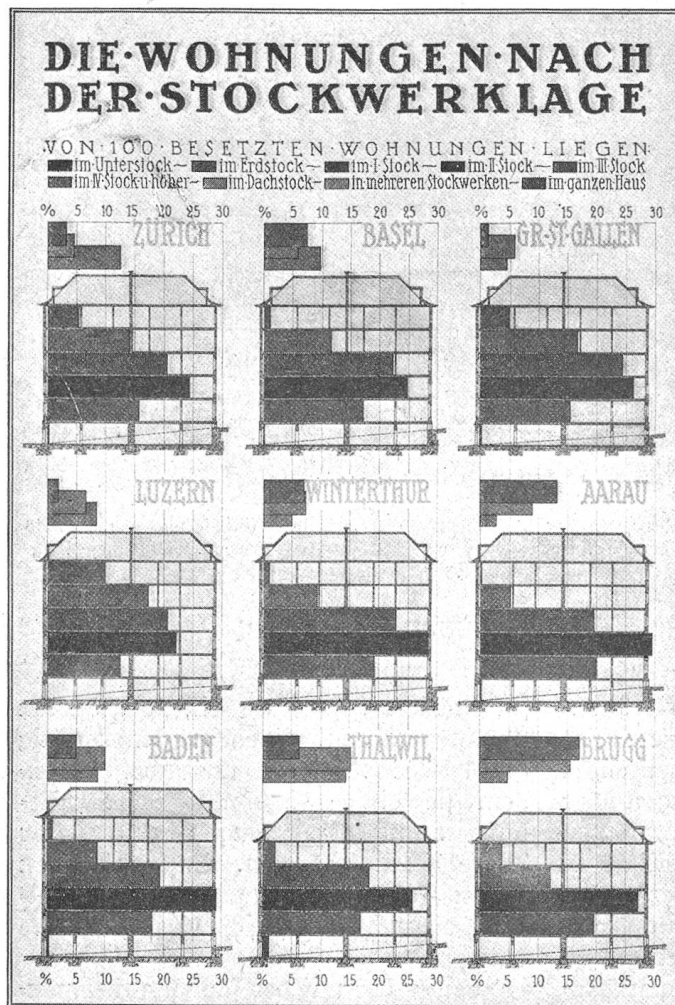 DIE·WOHNUNGEN·NACH
DER·STOCKWERKLAGE
VON·100·BESETZTEN·WOHNUNGEN·LIEGEN:
im·Unterstock~ im Erdstock~ im·I·Stock~ im·II·Stock~ im·III·Stock
im·IV·Stock·u·höher~ im·Dachstock~ in·mehreren·Stockwerken~ im·ganzen·Haus
% 5 10 15 20 25 30 % 5 10 15 20 25 30 % 5 10 15 20 25 30
ZÜRICH BASEL GR·ST·GALLEN
LUZERN WINTERTHUR AARAU
BADEN THALWIL BRUGG
% 5 10 15 20 25 30 % 5 10 15 20 25 30 % 5 10 15 20 25 30